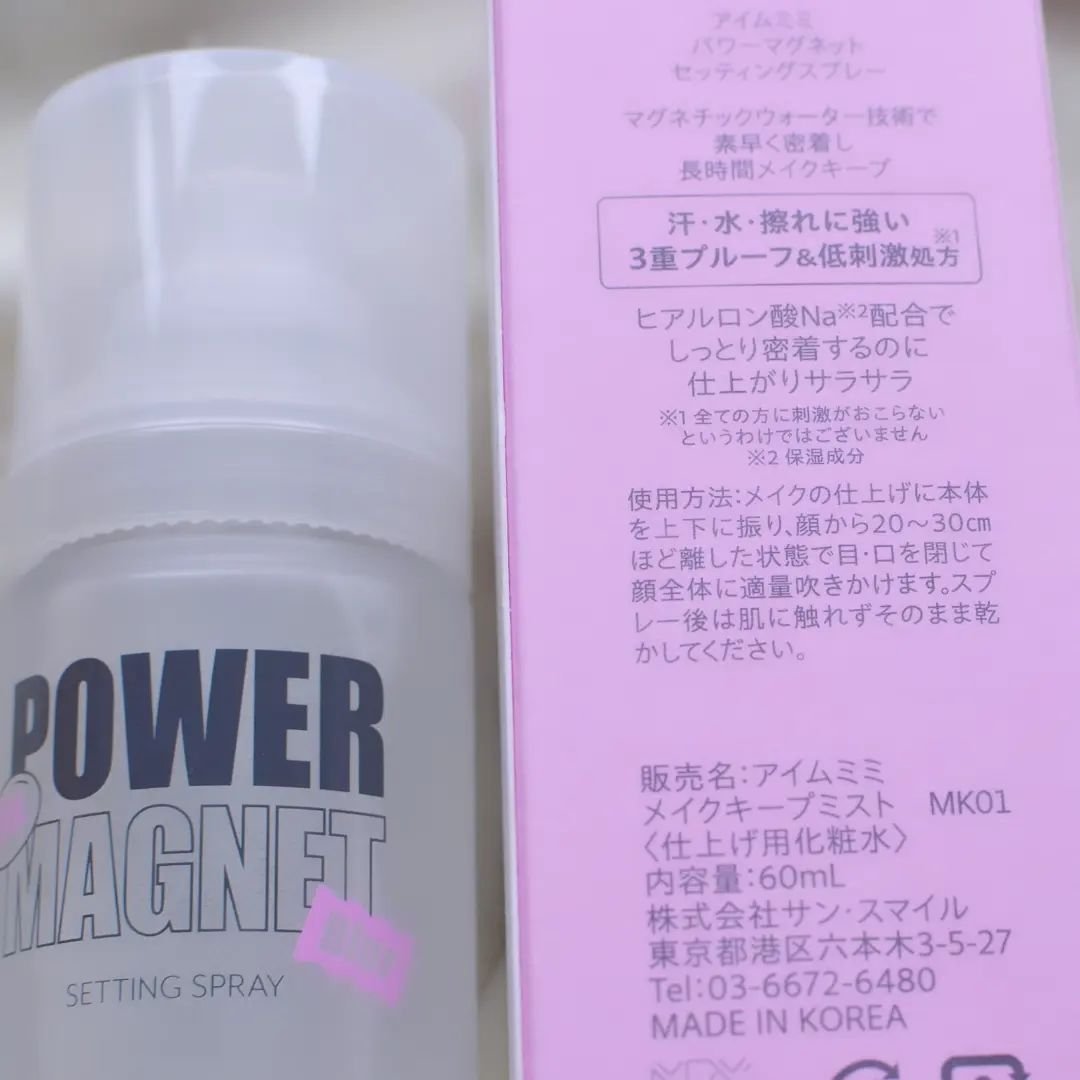 POWER
MAGNET
SETTING SPRAY
アイムミミ
パワーマグネット
セッティングスプレー
マグネチックウォーター技術で
素早く密着し
長時間メイクキープ
汗・水・擦れに強い
3重プルーフ&低刺激処方※1
ヒアルロン酸Na※2配合で
しっとり密着するのに
仕上がりサラサラ
※1 全ての方に刺激がおこらない
というわけではございません
※2 保湿成分
使用方法:メイクの仕上げに本体
を上下に振り、顔から20〜30㎝
ほど離した状態で目・口を閉じて
顔全体に適量吹きかけます。スプ
レー後は肌に触れずそのまま乾
かしてください。
販売名:アイムミミ
メイクキープミスト MK01
〈仕上げ用化粧水〉
内容量:60mL
株式会社サン・スマイル
東京都港区六本木3-5-27
Tel:03-6672-6480
MADE IN KOREA